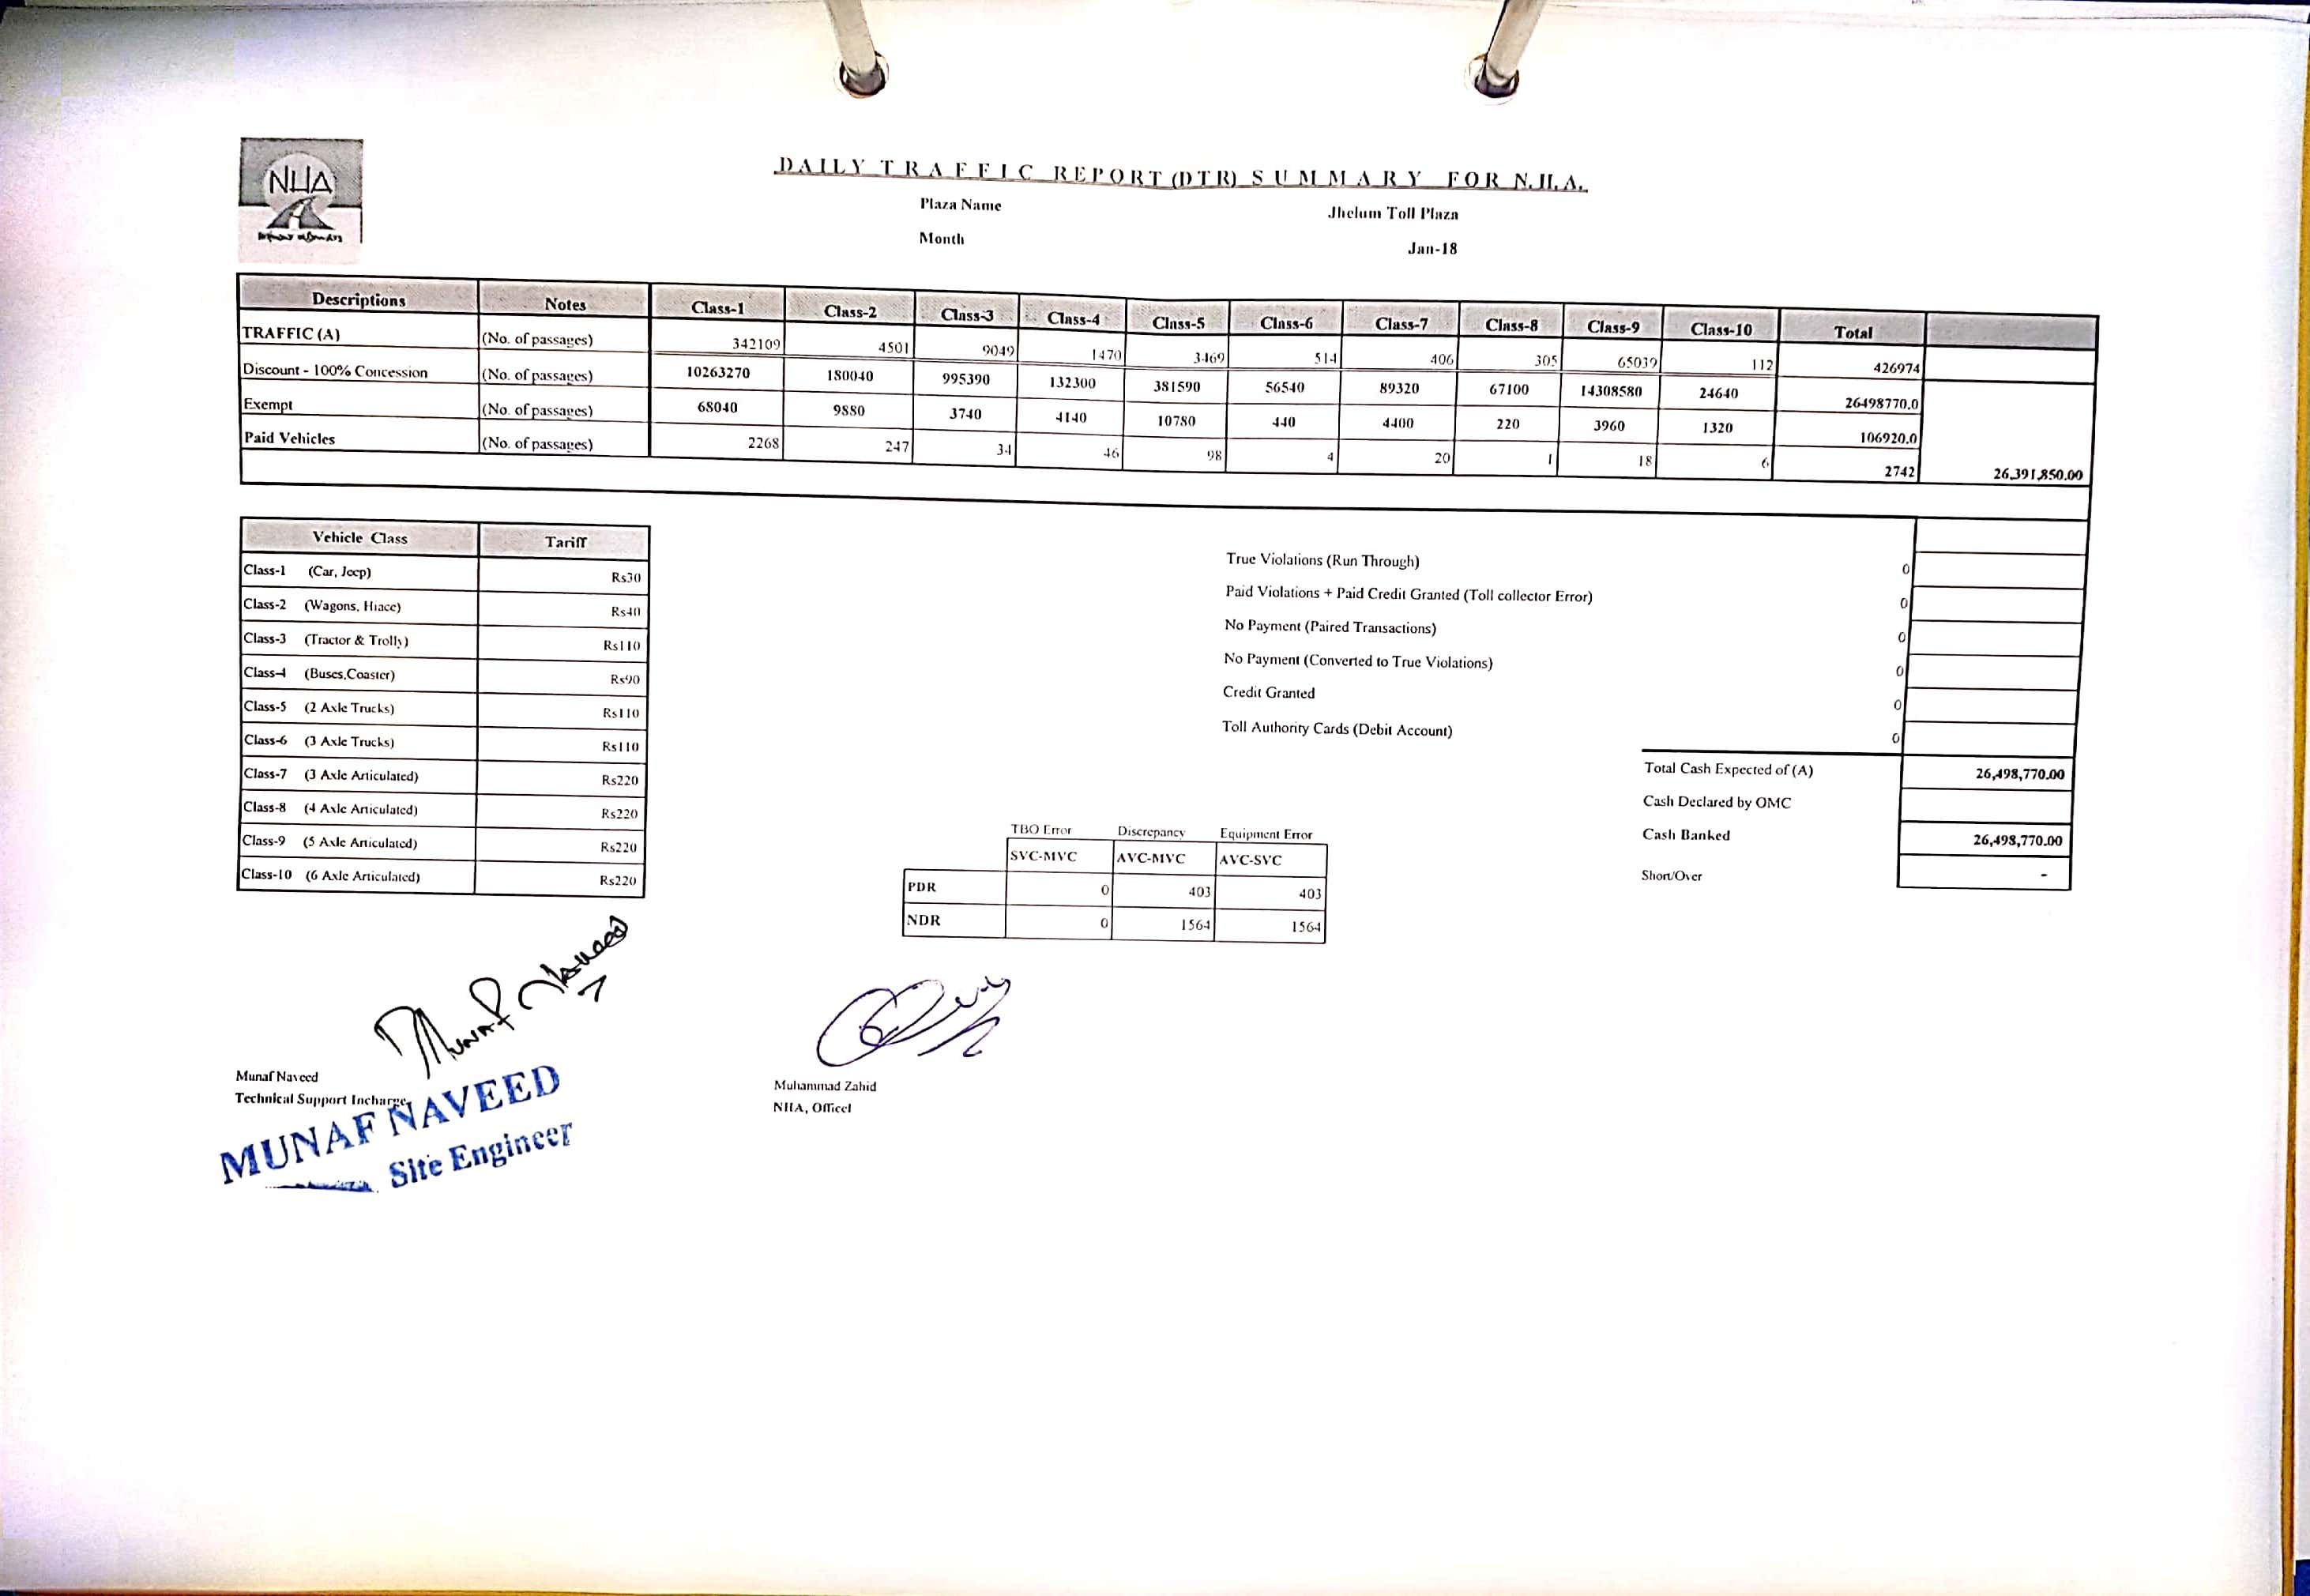 NHA
DAILY TRAFFIC REPORT (DTR) SUMMARY FOR N.H.A.
Plaza Name Jhelum Toll Plaza
Month Jan-18
Descriptions Notes Class-1 Class-2 Class-3 Class-4 Class-5 Class-6 Class-7 Class-8 Class-9 Class-10 Total
TRAFFIC (A) (No. of passages) 342109 4501 9049 1470 3469 514 406 305 65039 112 426974
Discount - 100% Concession (No. of passages) 10263270 180040 995390 132300 381590 56540 89320 67100 14308580 24640 26498770.0
Exempt (No. of passages) 68040 9880 3740 4140 10780 440 4400 220 3960 1320 106920.0
Paid Vehicles (No. of passages) 2268 247 34 46 98 4 20 1 18 6 2742 26,391,850.00
Vehicle Class Tariff
Class-1 (Car, Jeep) Rs30
Class-2 (Wagons, Hiace) Rs40
Class-3 (Tractor & Trolly) Rs110
Class-4 (Buses,Coaster) Rs90
Class-5 (2 Axle Trucks) Rs110
Class-6 (3 Axle Trucks) Rs110
Class-7 (3 Axle Articulated) Rs220
Class-8 (4 Axle Articulated) Rs220
Class-9 (5 Axle Articulated) Rs220
Class-10 (6 Axle Articulated) Rs220
True Violations (Run Through) 0
Paid Violations + Paid Credit Granted (Toll collector Error) 0
No Payment (Paired Transactions) 0
No Payment (Converted to True Violations) 0
Credit Granted 0
Toll Authority Cards (Debit Account) 0
Total Cash Expected of (A) 26,498,770.00
Cash Declared by OMC
Cash Banked 26,498,770.00
Short/Over -
TBO Error Discrepancy Equipment Error
SVC-MVC AVC-MVC AVC-SVC
PDR 0 403 403
NDR 0 1564 1564
Munaf Naveed
Munaf Naveed
Technical Support Incharge
MUNAF NAVEED
Site Engineer
Muhammad Zahid
NHA, Officel